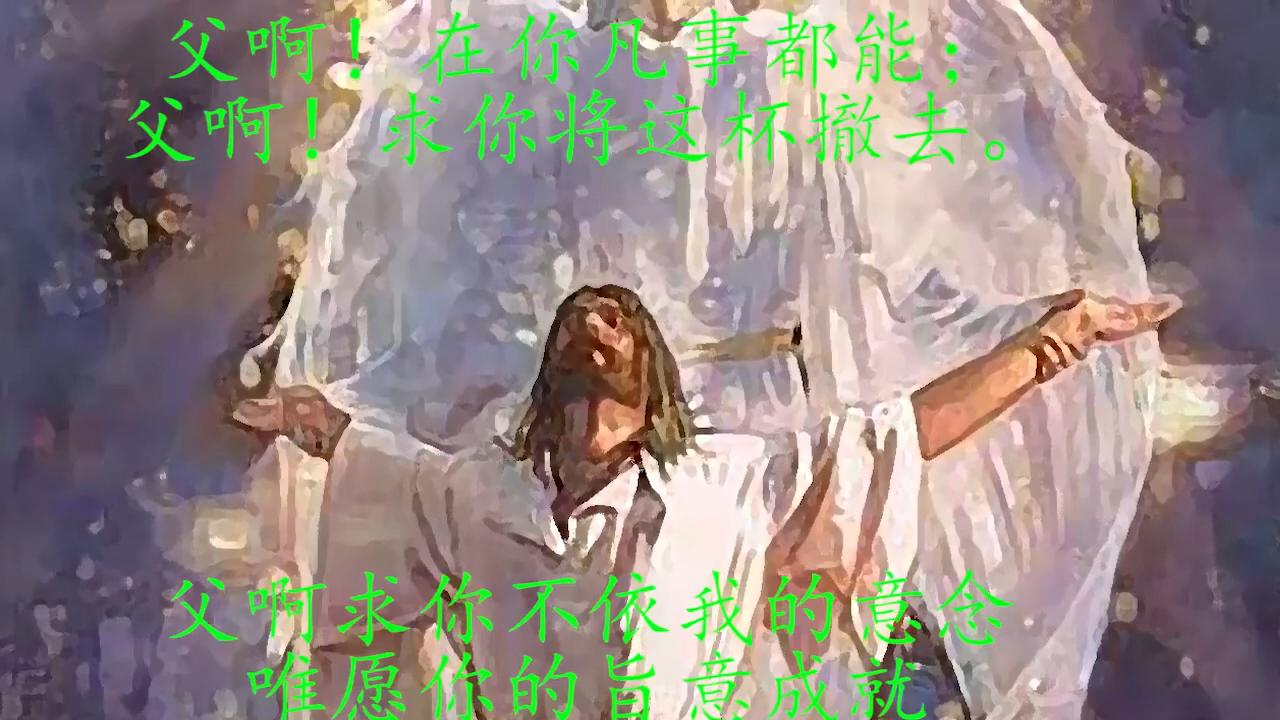 父啊！在你凡事都能；
父啊！求你将这杯撤去。
父啊求你不依我的意念
唯愿你的旨意成就